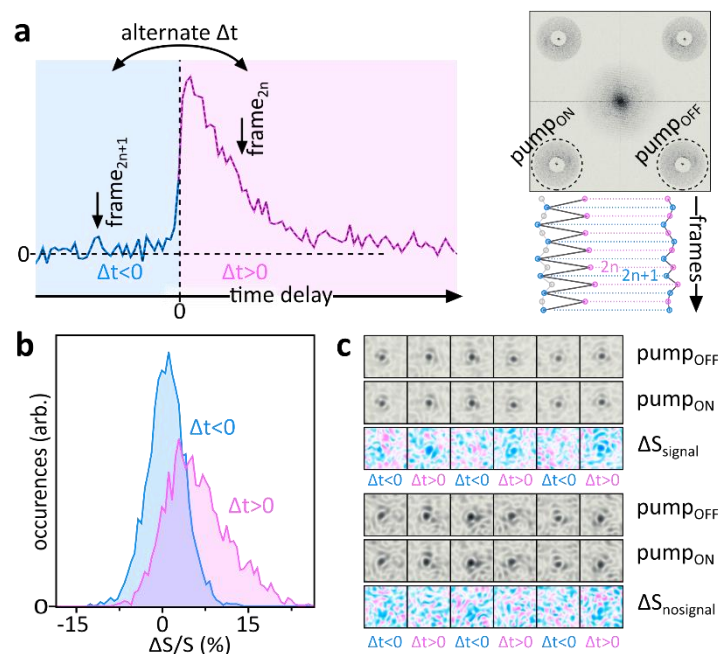 a
alternate Δt
frame2n+1
frame2n
0
Δt<0
Δt>0
time delay
0
pumpON
pumpOFF
2n
2n+1
frames
b
occurences (arb.)
Δt<0
Δt>0
0
-15
0
15
ΔS/S (%)
c
pumpOFF
pumpON
ΔSsignal
Δt<0 Δt>0 Δt<0 Δt>0 Δt<0 Δt>0
pumpOFF
pumpON
ΔSnosignal
Δt<0 Δt>0 Δt<0 Δt>0 Δt<0 Δt>0